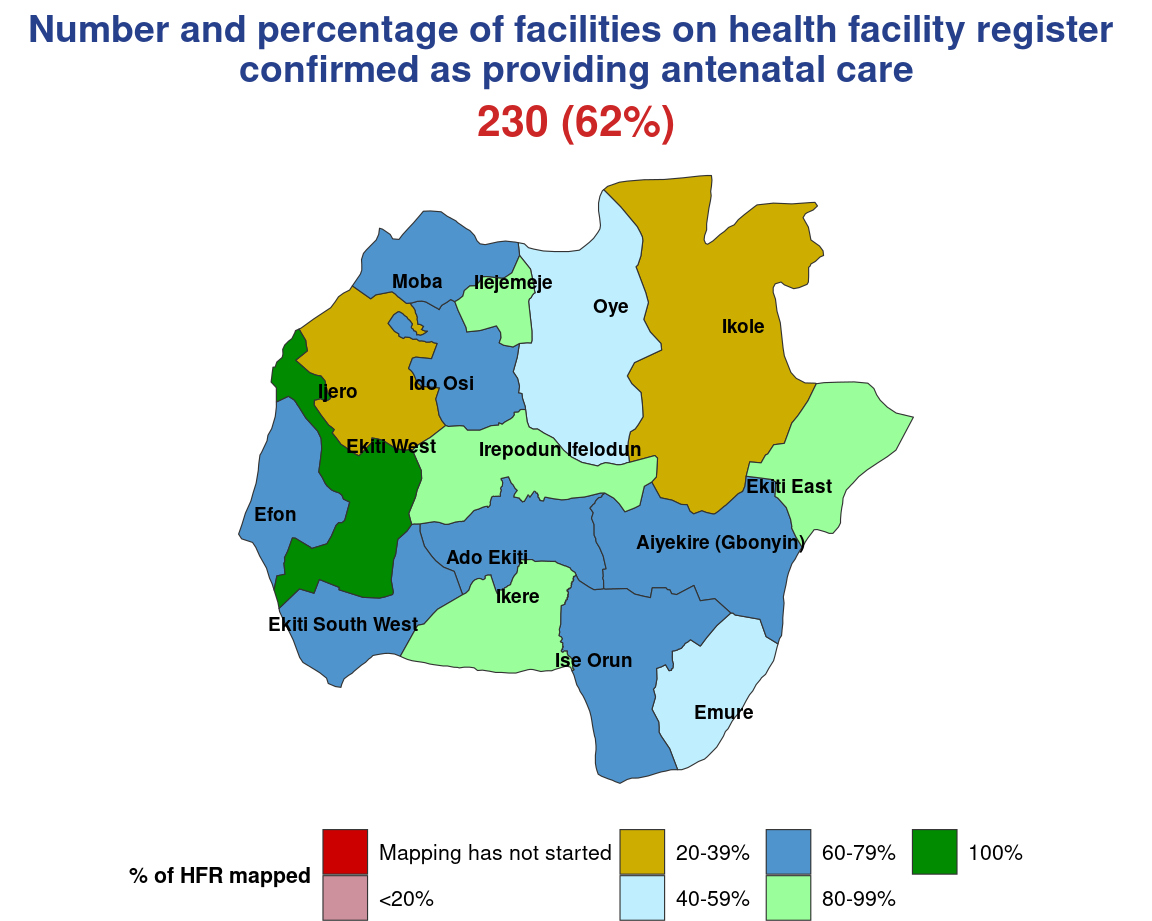 Number and percentage of facilities on health facility register
confirmed as providing antenatal care
230 (62%)
Moba
Ilejemeje
Oye
Ikole
Ijero
Ido Osi
Ekiti West
Irepodun Ifelodun
Ekiti East
Efon
Ado Ekiti
Aiyekire (Gbonyin)
Ikere
Ekiti South West
Ise Orun
Emure
% of HFR mapped
Mapping has not started
<20%
20-39%
40-59%
60-79%
80-99%
100%